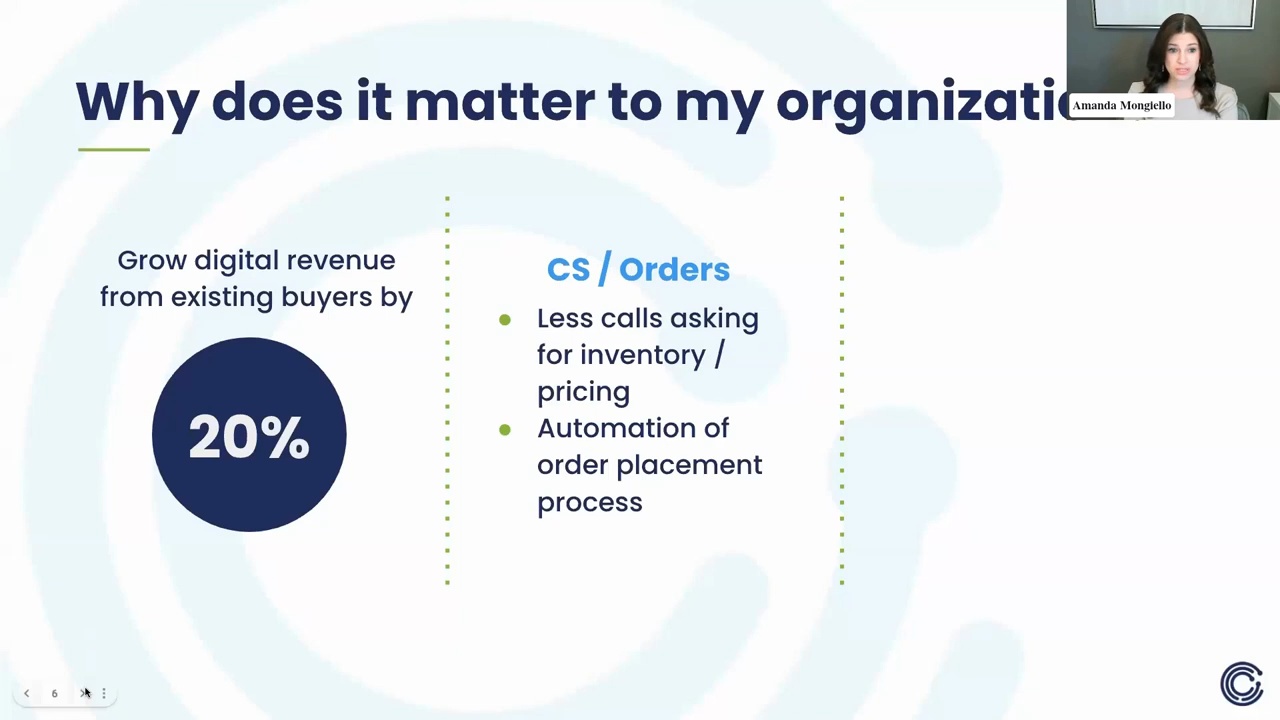 Why does it matter to my organizatio
Amanda Mongiello
Grow digital revenue
from existing buyers by
20%
CS / Orders
● Less calls asking
for inventory /
pricing
● Automation of
order placement
process
6